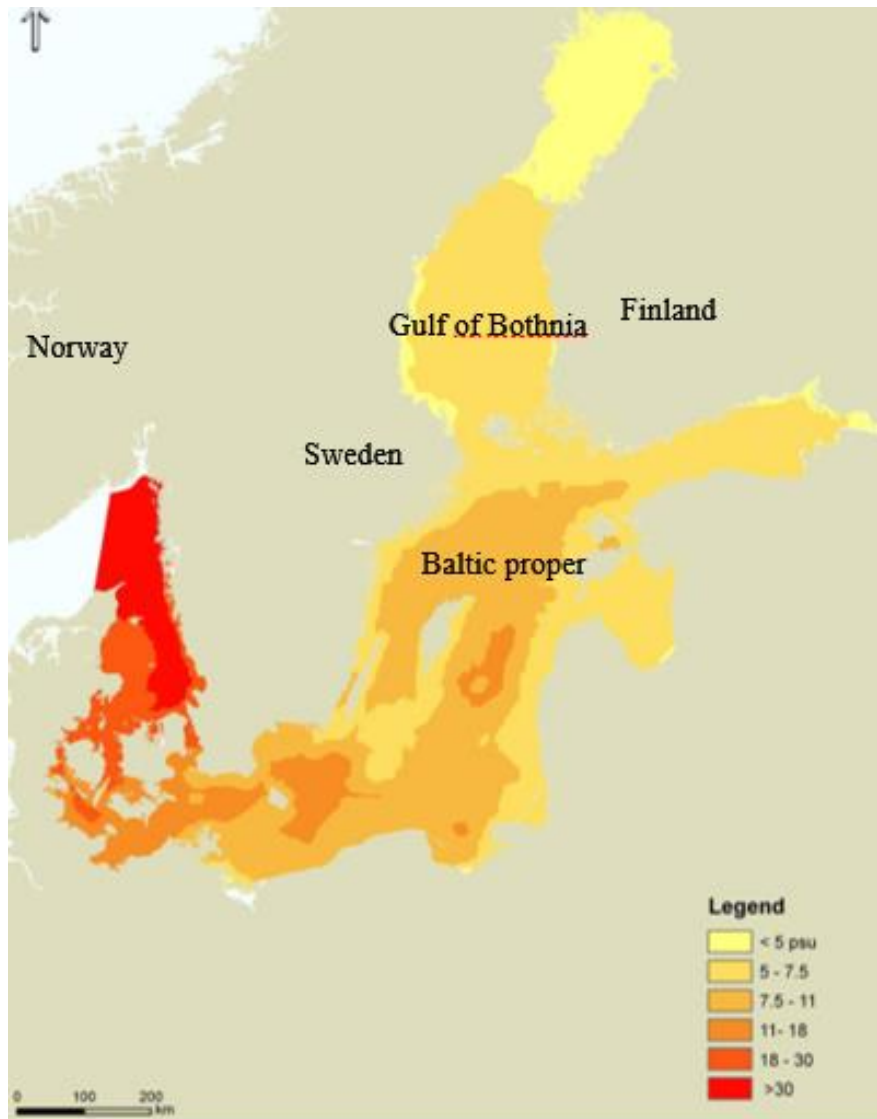 Gulf of Bothnia
Finland
Norway
Sweden
Baltic proper
Legend
< 5 psu
5 - 7.5
7.5 - 11
11- 18
18 - 30
>30
0 100 200
km